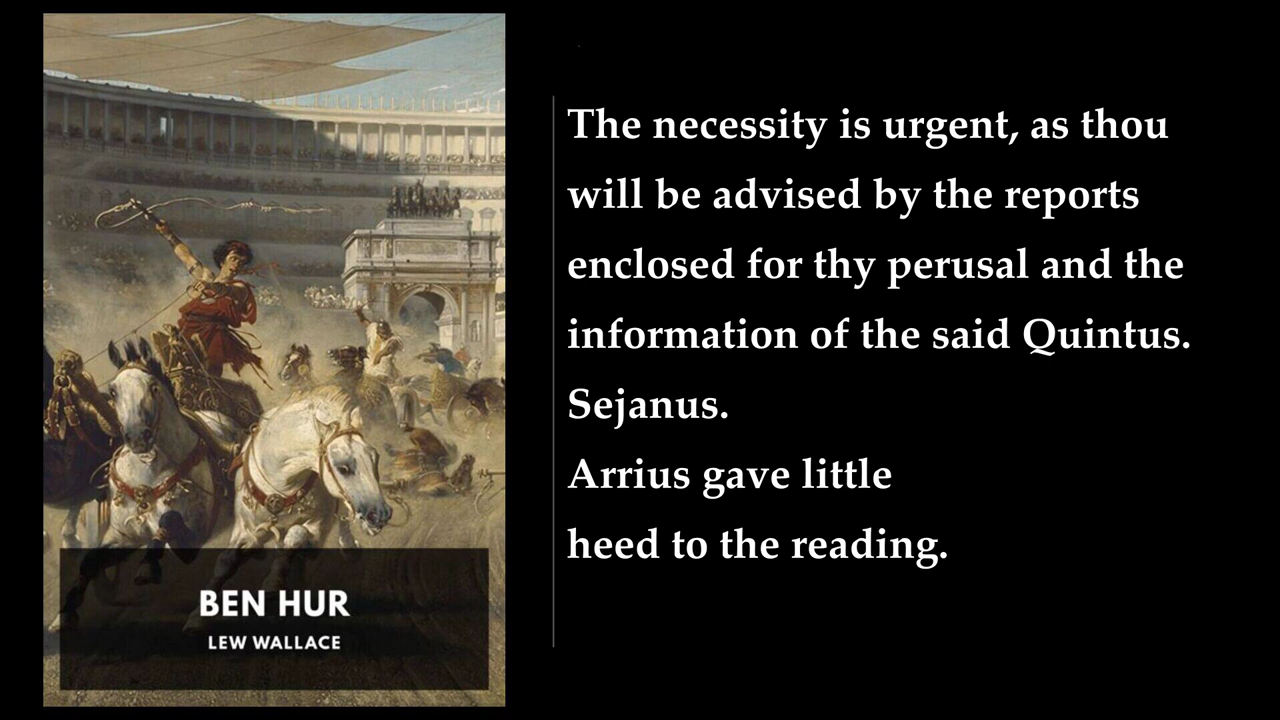 BEN HUR
LEW WALLACE
The necessity is urgent, as thou
will be advised by the reports
enclosed for thy perusal and the
information of the said Quintus.
Sejanus.
Arrius gave little
heed to the reading.